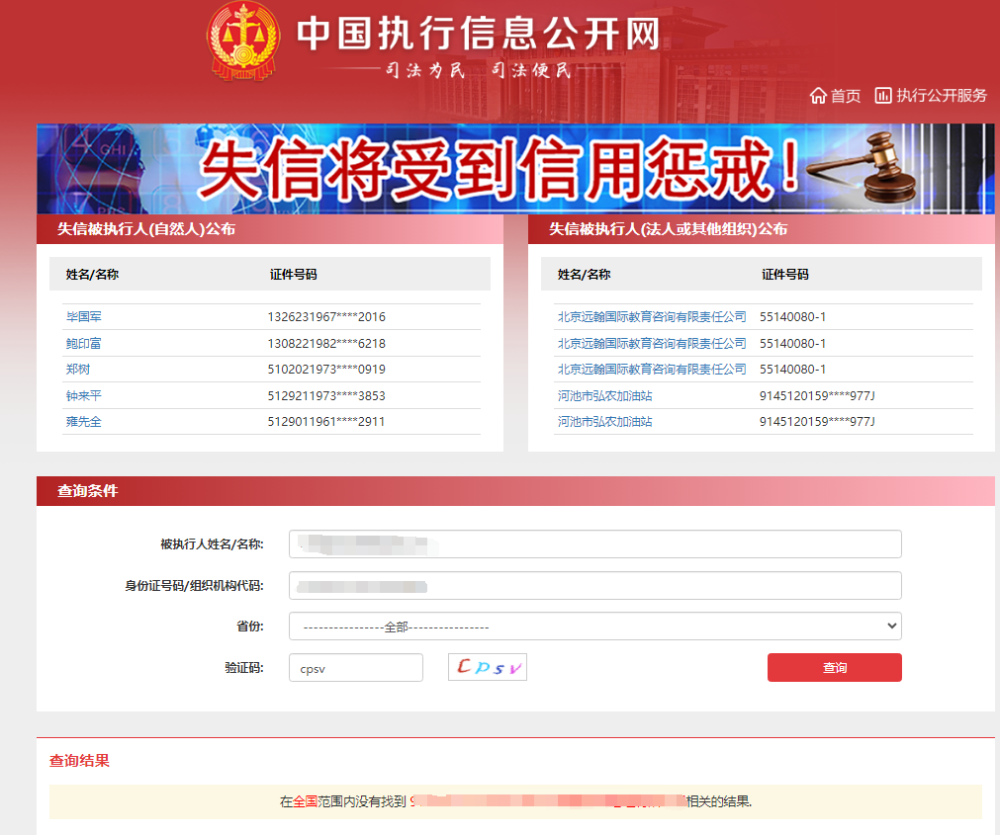 中国执行信息公开网
司法为民 司法便民
首页 执行公开服务
失信将受到信用惩戒!
失信被执行人(自然人)公布
姓名/名称 证件号码
毕国军 1326231967****2016
鲍印富 1308221982****6218
郑树 5102021973****0919
钟来平 5129211973****3853
雍先全 5129011961****2911
失信被执行人(法人或其他组织)公布
姓名/名称 证件号码
北京远翰国际教育咨询有限责任公司 55140080-1
北京远翰国际教育咨询有限责任公司 55140080-1
北京远翰国际教育咨询有限责任公司 55140080-1
河池市弘农加油站 9145120159****977J
河池市弘农加油站 9145120159****977J
查询条件
被执行人姓名/名称:
身份证号码/组织机构代码:
省份: ----------------全部----------------
验证码: cpsv Cpsv 查询
查询结果
在全国范围内没有找到 9 相关的结果.